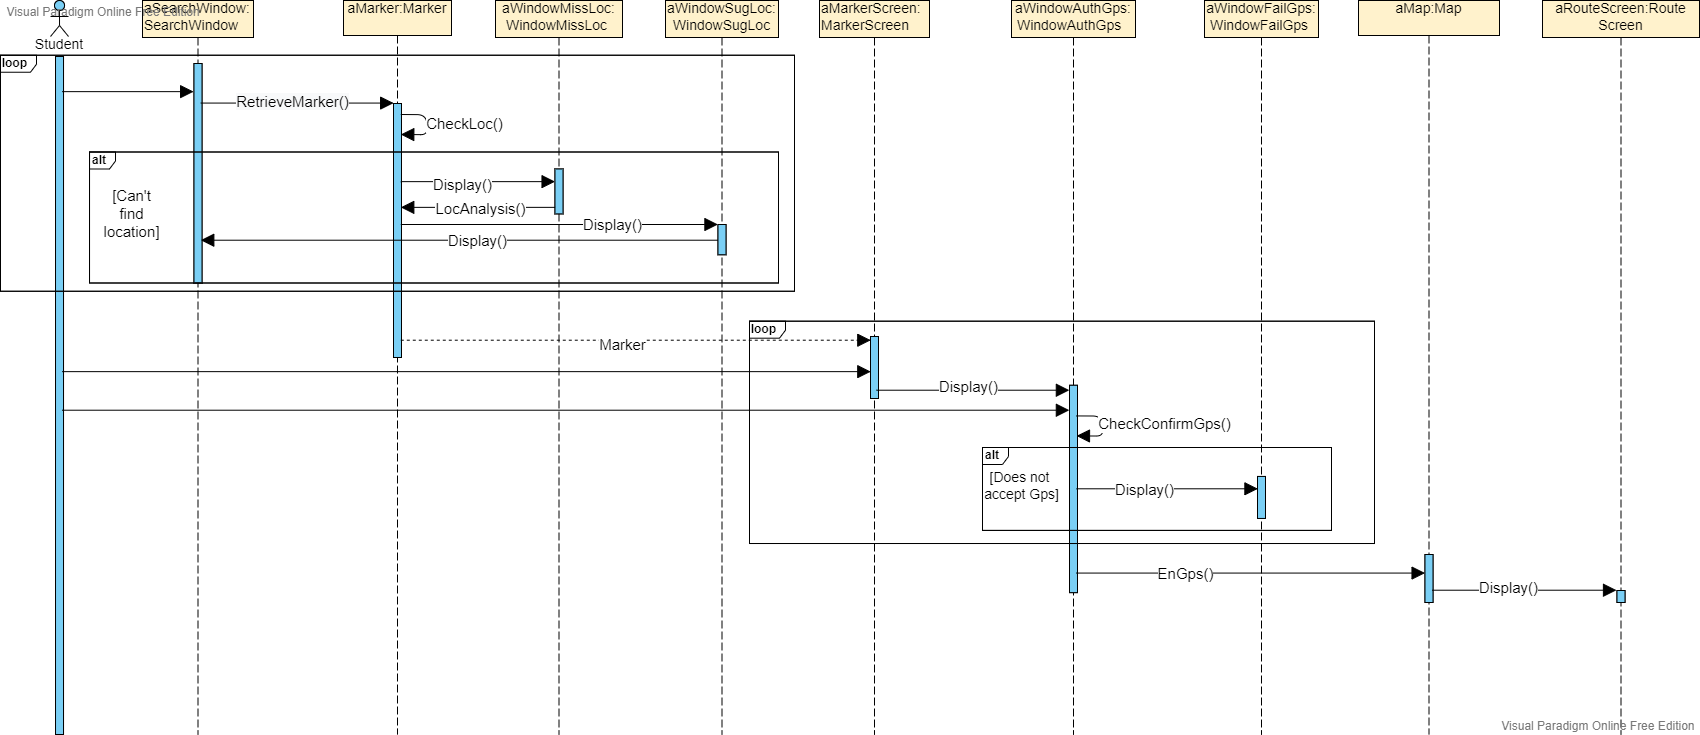 Visual Paradigm Online Free Edition
aSearchWindow:
SearchWindow
aMarker:Marker
aWindowMissLoc:
WindowMissLoc
aWindowSugLoc:
WindowSugLoc
aMarkerScreen:
MarkerScreen
aWindowAuthGps:
WindowAuthGps
aWindowFailGps:
WindowFailGps
aMap:Map
aRouteScreen:Route
Screen
Student
loop
RetrieveMarker()
CheckLoc()
alt
[Can't
find
location]
Display()
LocAnalysis()
Display()
Display()
loop
Marker
Display()
CheckConfirmGps()
alt
[Does not
accept Gps]
Display()
EnGps()
Display()
Visual Paradigm Online Free Edition